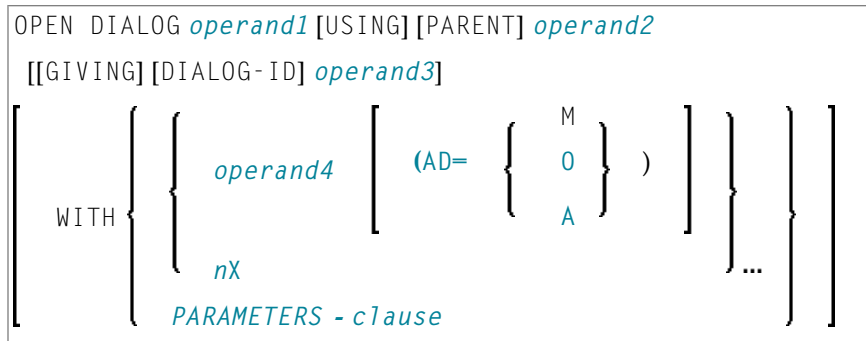 OPEN DIALOG operand1 [USING] [PARENT] operand2
[[GIVING] [DIALOG-ID] operand3]
M
operand4 (AD= O )
WITH A
nX ...
PARAMETERS - clause